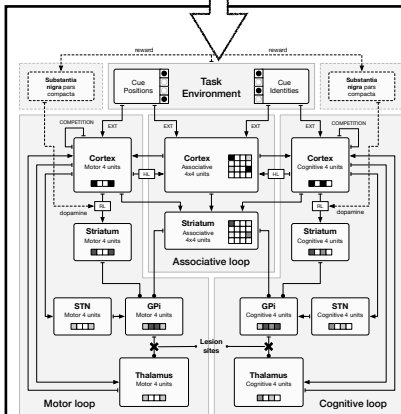 reward
reward
Substantia
nigra pars
compacta
Cue
Positions
Task
Environment
Cue
Identities
Substantia
nigra pars
compacta
COMPETITION
EXT
EXT
EXT
EXT
COMPETITION
Cortex
Motor 4 units
HL
Cortex
Associative
4x4 units
HL
Cortex
Cognitive 4 units
RL
dopamine
RL
dopamine
Striatum
Motor 4 units
Striatum
Associative
4x4 units
Striatum
Cognitive 4 units
Associative loop
STN
Motor 4 units
GPi
Motor 4 units
GPi
Cognitive 4 units
STN
Cognitive 4 units
Lesion
sites
Thalamus
Motor 4 units
Thalamus
Cognitive 4 units
Motor loop
Cognitive loop